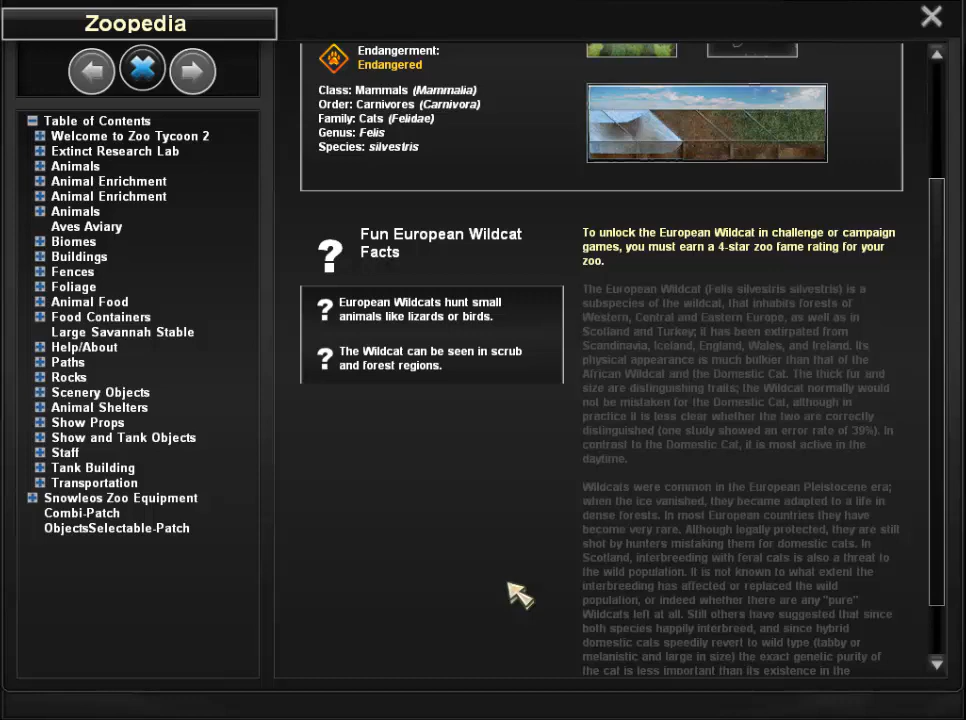 Zoopedia
Table of Contents
Welcome to Zoo Tycoon 2
Extinct Research Lab
Animals
Animal Enrichment
Animal Enrichment
Animals
Aves Aviary
Biomes
Buildings
Fences
Foliage
Animal Food
Food Containers
Large Savannah Stable
Help/About
Paths
Rocks
Scenery Objects
Animal Shelters
Show Props
Show and Tank Objects
Staff
Tank Building
Transportation
Snowleos Zoo Equipment
Combi-Patch
ObjectsSelectable-Patch
Endangerment:
Endangered
Class: Mammals (Mammalia)
Order: Carnivores (Carnivora)
Family: Cats (Felidae)
Genus: Felis
Species: silvestris
Fun European Wildcat
Facts
European Wildcats hunt small
animals like lizards or birds.
The Wildcat can be seen in scrub
and forest regions.
To unlock the European Wildcat in challenge or campaign
games, you must earn a 4-star zoo fame rating for your
zoo.
The European Wildcat (Felis silvestris silvestris) is a
subspecies of the wildcat, that inhabits forests of
Western, Central and Eastern Europe, as well as in
Scotland and Turkey; it has been extirpated from
Scandinavia, Iceland, England, Wales, and Ireland. Its
physical appearance is much bulkier than that of the
African Wildcat and the Domestic Cat. The thick fur and
size are distinguishing traits; the Wildcat normally would
not be mistaken for the Domestic Cat, although in
practice it is less clear whether the two are correctly
distinguished (one study showed an error rate of 39%). In
contrast to the Domestic Cat, it is most active in the
daytime.
Wildcats were common in the European Pleistocene era;
when the ice vanished, they became adapted to a life in
dense forests. In most European countries they have
become very rare. Although legally protected, they are still
shot by hunters mistaking them for domestic cats. In
Scotland, interbreeding with feral cats is also a threat to
the wild population. It is not known to what extent the
interbreeding has affected or replaced the wild
population, or indeed whether there are any "pure"
Wildcats left at all. Still others have suggested that since
both species happily interbreed, and since hybrid
domestic cats speedily revert to wild type (tabby or
melanistic and large in size) the exact genetic purity of
the cat is less important than its existence in the